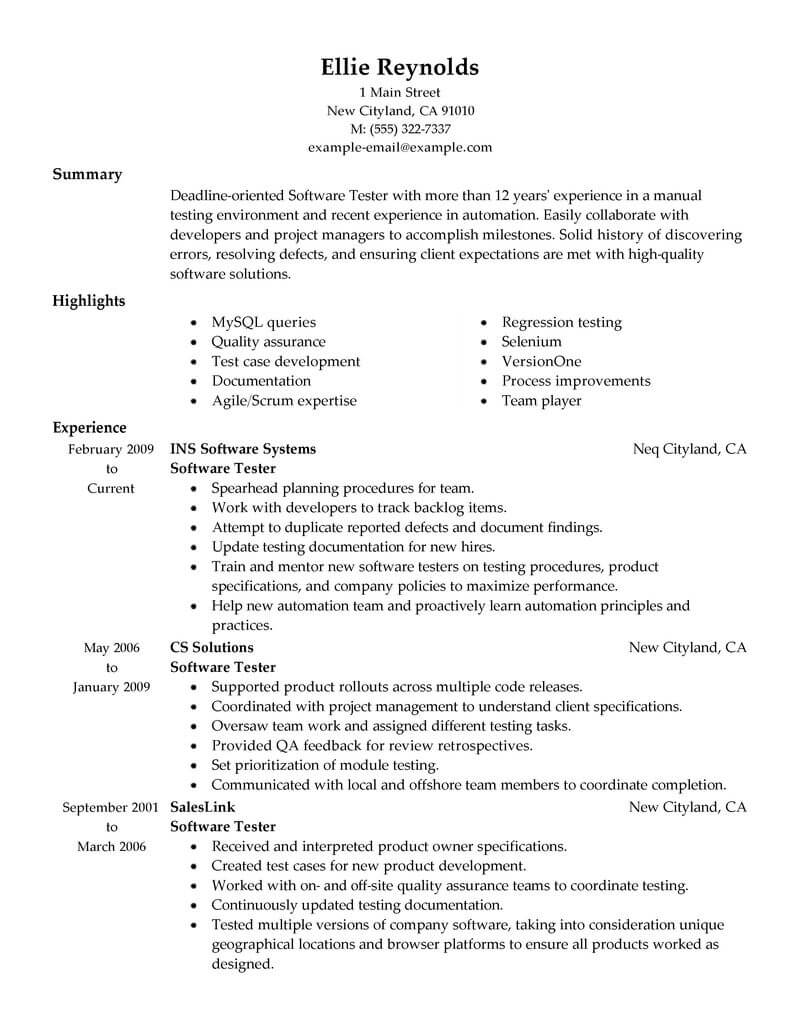 Ellie Reynolds
1 Main Street
New Cityland, CA 91010
M: (555) 322-7337
example-email@example.com
Summary
Deadline-oriented Software Tester with more than 12 years' experience in a manual
testing environment and recent experience in automation. Easily collaborate with
developers and project managers to accomplish milestones. Solid history of discovering
errors, resolving defects, and ensuring client expectations are met with high-quality
software solutions.
Highlights
• MySQL queries
• Quality assurance
• Test case development
• Documentation
• Agile/Scrum expertise
• Regression testing
• Selenium
• VersionOne
• Process improvements
• Team player
Experience
February 2009
to
Current
INS Software Systems Neq Cityland, CA
Software Tester
• Spearhead planning procedures for team.
• Work with developers to track backlog items.
• Attempt to duplicate reported defects and document findings.
• Update testing documentation for new hires.
• Train and mentor new software testers on testing procedures, product
specifications, and company policies to maximize performance.
• Help new automation team and proactively learn automation principles and
practices.
May 2006
to
January 2009
CS Solutions New Cityland, CA
Software Tester
• Supported product rollouts across multiple code releases.
• Coordinated with project management to understand client specifications.
• Oversaw team work and assigned different testing tasks.
• Provided QA feedback for review retrospectives.
• Set prioritization of module testing.
• Communicated with local and offshore team members to coordinate completion.
September 2001
to
March 2006
SalesLink New Cityland, CA
Software Tester
• Received and interpreted product owner specifications.
• Created test cases for new product development.
• Worked with on- and off-site quality assurance teams to coordinate testing.
• Continuously updated testing documentation.
• Tested multiple versions of company software, taking into consideration unique
geographical locations and browser platforms to ensure all products worked as
designed.